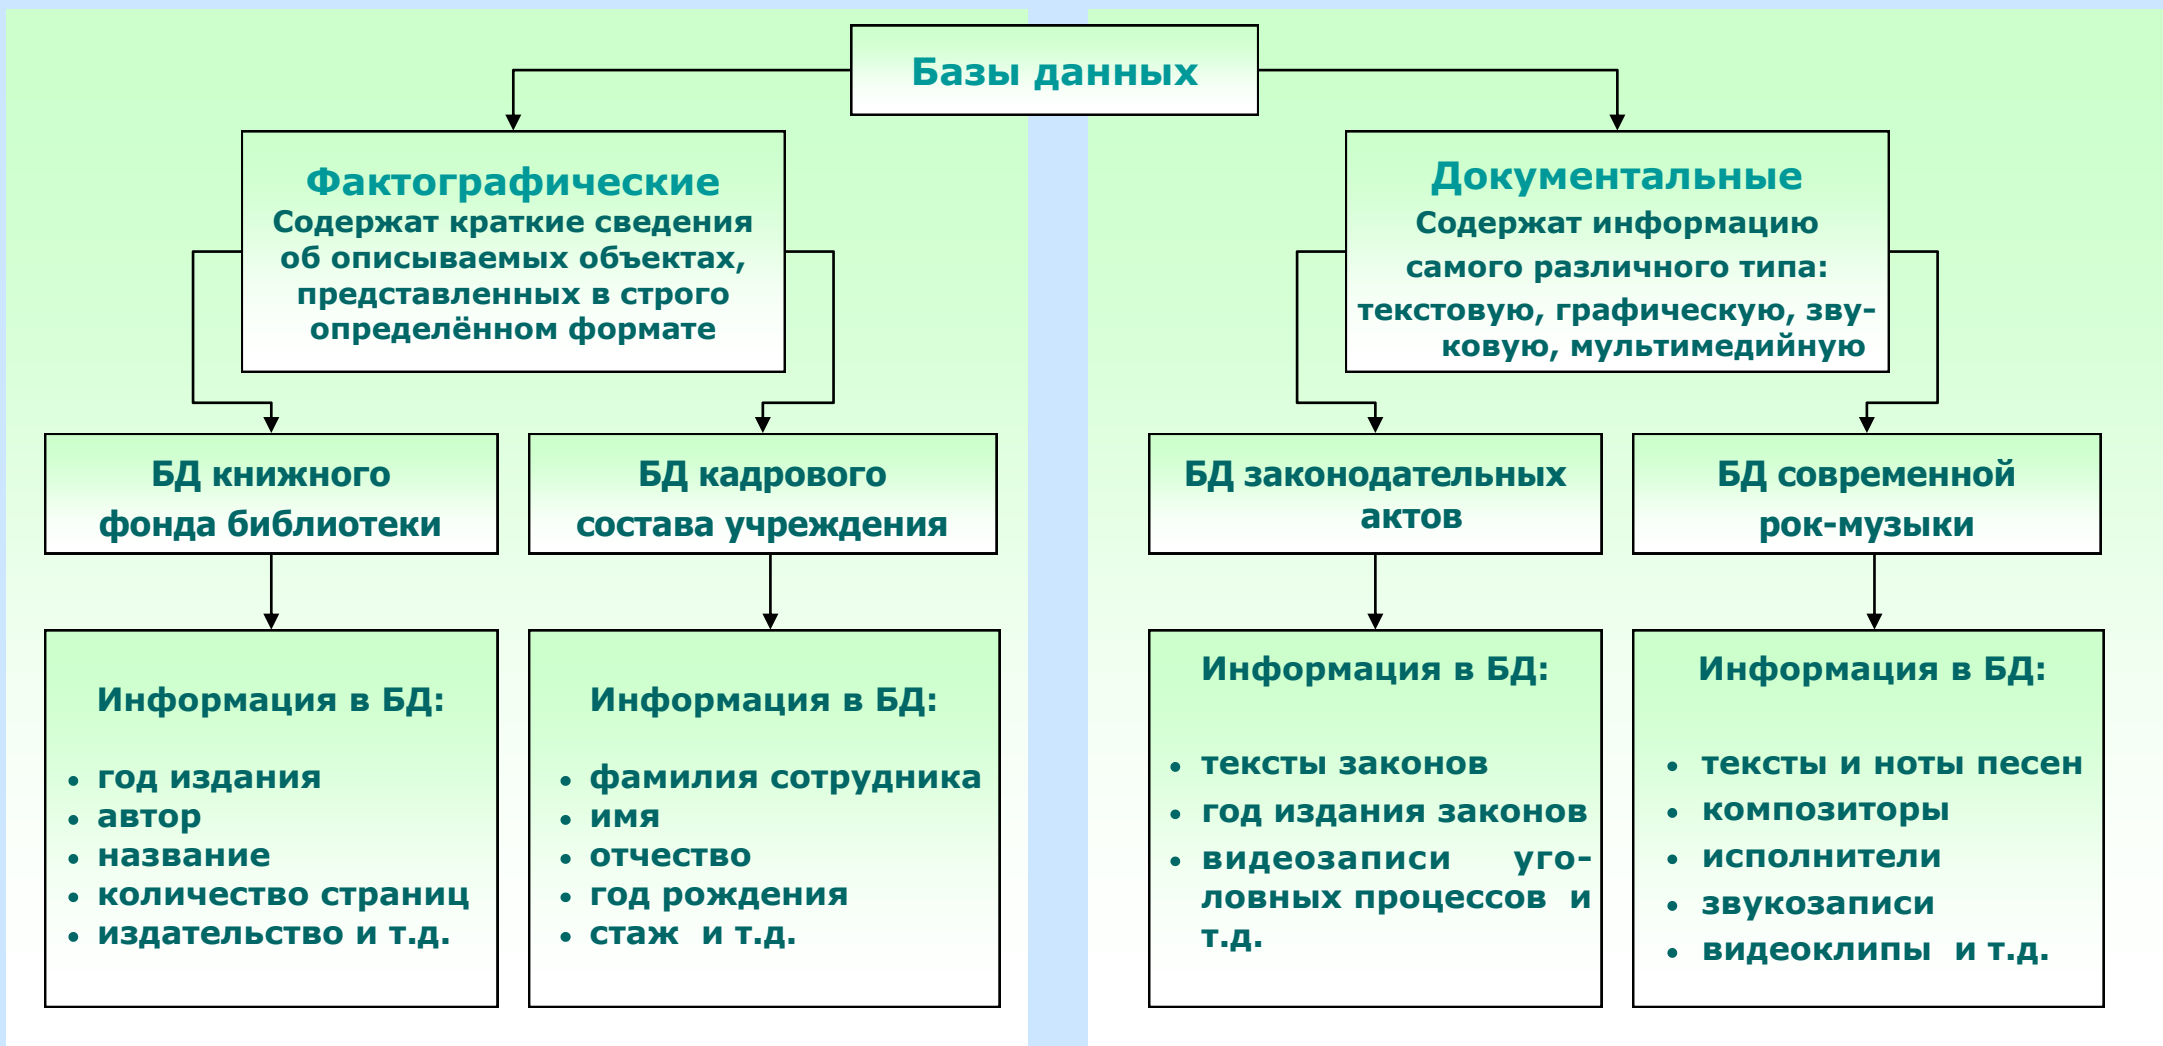 Базы данных
Фактографические
Содержат краткие сведения
об описываемых объектах,
представленных в строго
определённом формате
Документальные
Содержат информацию
самого различного типа:
текстовую, графическую, зву-
ковую, мультимедийную
БД книжного
фонда библиотеки
БД кадрового
состава учреждения
БД законодательных
актов
БД современной
рок-музыки
Информация в БД:
• год издания
• автор
• название
• количество страниц
• издательство и т.д.
Информация в БД:
• фамилия сотрудника
• имя
• отчество
• год рождения
• стаж и т.д.
Информация в БД:
• тексты законов
• год издания законов
• видеозаписи уго-
ловных процессов и
т.д.
Информация в БД:
• тексты и ноты песен
• композиторы
• исполнители
• звукозаписи
• видеоклипы и т.д.